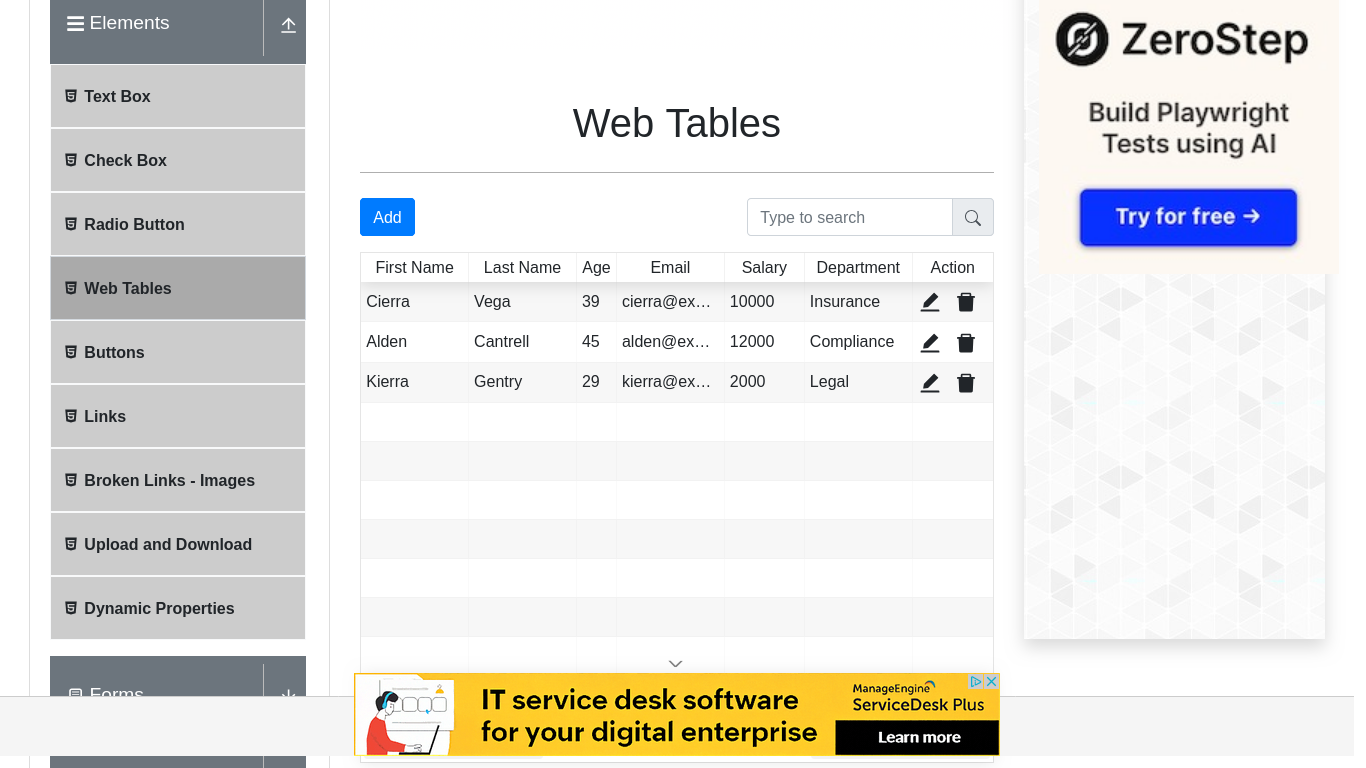 Elements
Text Box
Check Box
Radio Button
Web Tables
Buttons
Links
Broken Links - Images
Upload and Download
Dynamic Properties
Forms
Web Tables
Add
Type to search
First Name Last Name Age Email Salary Department Action
Cierra Vega 39 cierra@ex… 10000 Insurance
Alden Cantrell 45 alden@ex… 12000 Compliance
Kierra Gentry 29 kierra@ex… 2000 Legal
ZeroStep
Build Playwright
Tests using AI
Try for free →
IT service desk software
for your digital enterprise
ManageEngine
ServiceDesk Plus
Learn more